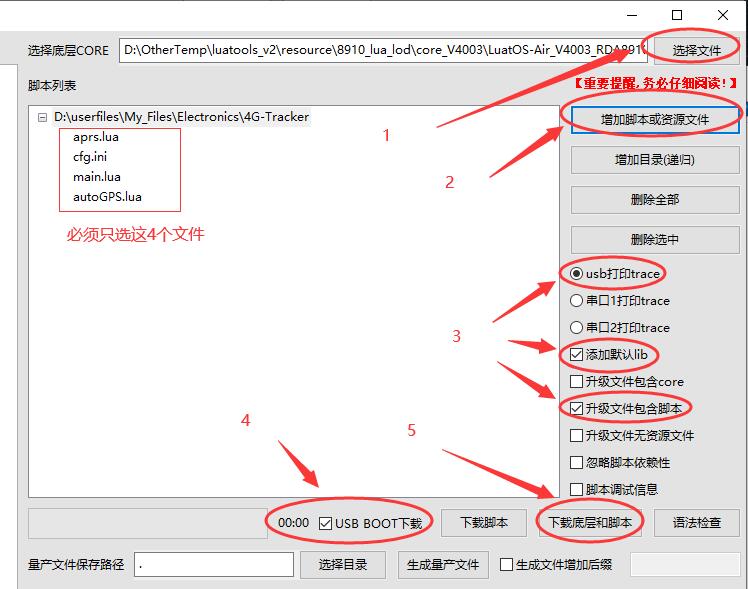 选择底层CORE
D:\OtherTemp\luatools_v2\resource\8910_lua_lod\core_V4003\LuatOS-Air_V4003_RDA891
选择文件
脚本列表
【重要提醒,务必仔细阅读!】
D:\userfiles\My_Files\Electronics\4G-Tracker
aprs.lua
cfg.ini
main.lua
autoGPS.lua
必须只选这4个文件
1
2
增加脚本或资源文件
增加目录(递归)
删除全部
删除选中
usb打印trace
串口1打印trace
串口2打印trace
3
添加默认lib
升级文件包含core
升级文件包含脚本
4
5
升级文件无资源文件
忽略脚本依赖性
脚本调试信息
00:00
USB BOOT下载
下载脚本
下载底层和脚本
语法检查
量产文件保存路径
.
选择目录
生成量产文件
生成文件增加后缀